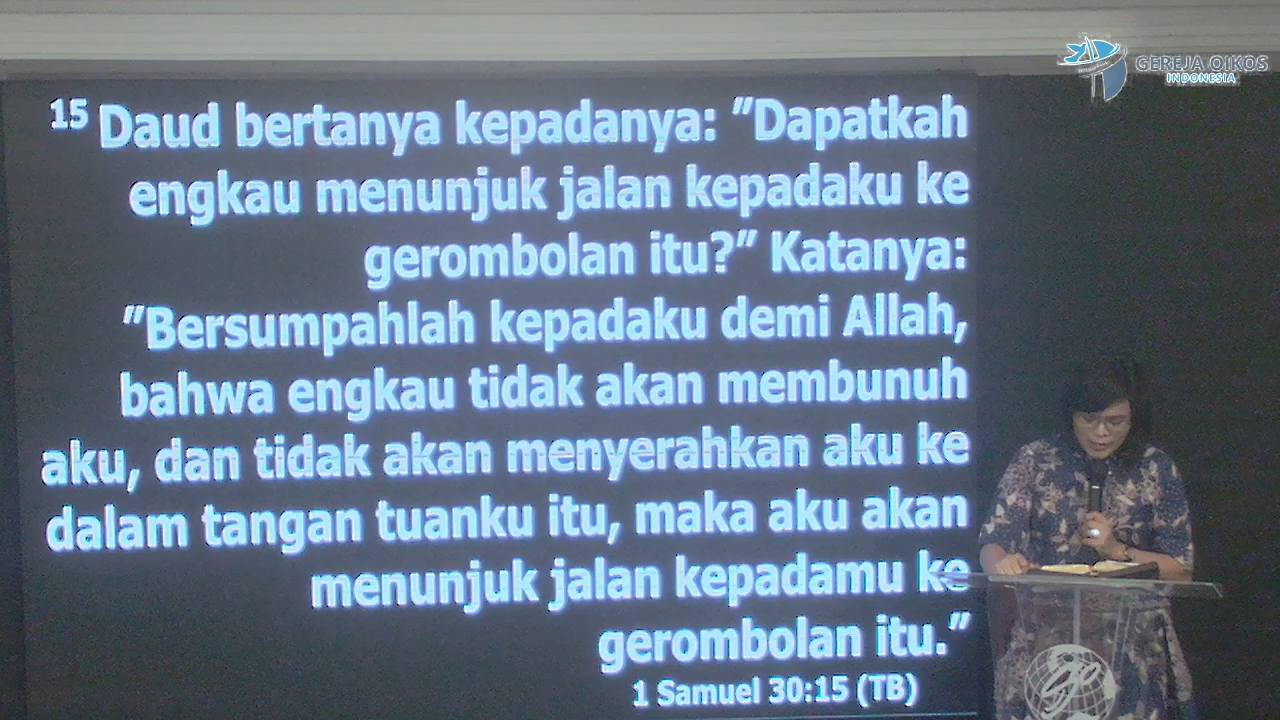 GEREJA OIKOS
INDONESIA
15 Daud bertanya kepadanya: "Dapatkah
engkau menunjuk jalan kepadaku ke
gerombolan itu?" Katanya:
"Bersumpahlah kepadaku demi Allah,
bahwa engkau tidak akan membunuh
aku, dan tidak akan menyerahkan aku ke
dalam tangan tuanku itu, maka aku akan
menunjuk jalan kepadamu ke
gerombolan itu."
1 Samuel 30:15 (TB)